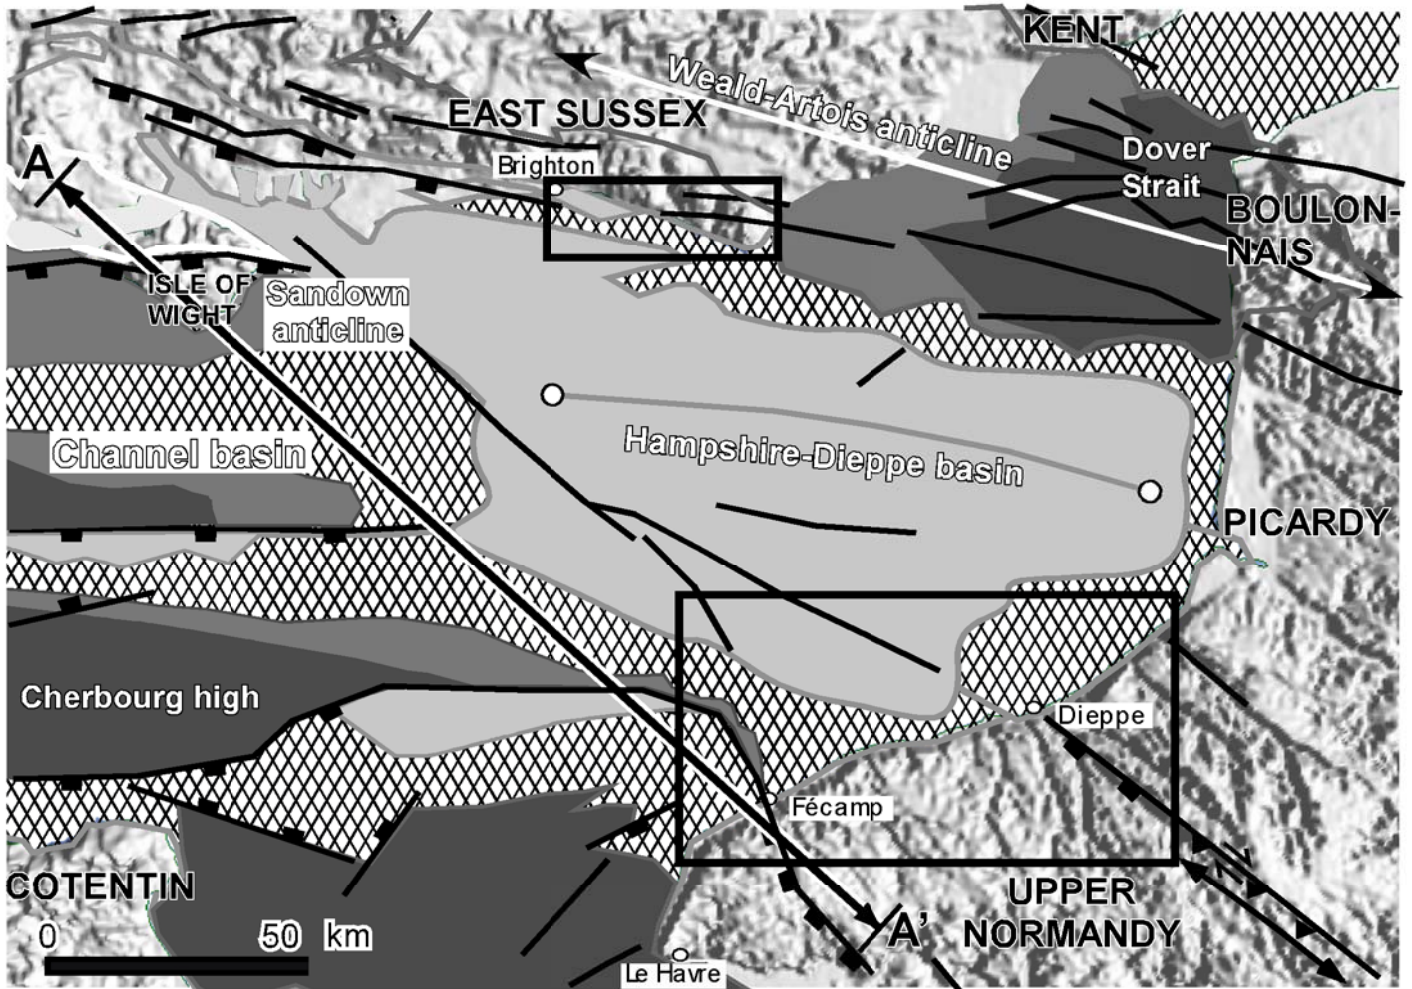 KENT
Weald-Artois anticline
EAST SUSSEX
Brighton
Dover
Strait
A
BOULON-
NAIS
ISLE OF
WIGHT
Sandown
anticline
Channel basin
Hampshire-Dieppe basin
PICARDY
Cherbourg high
Dieppe
Fécamp
COTENTIN
UPPER
NORMANDY
A'
0 50 km
Le Havre